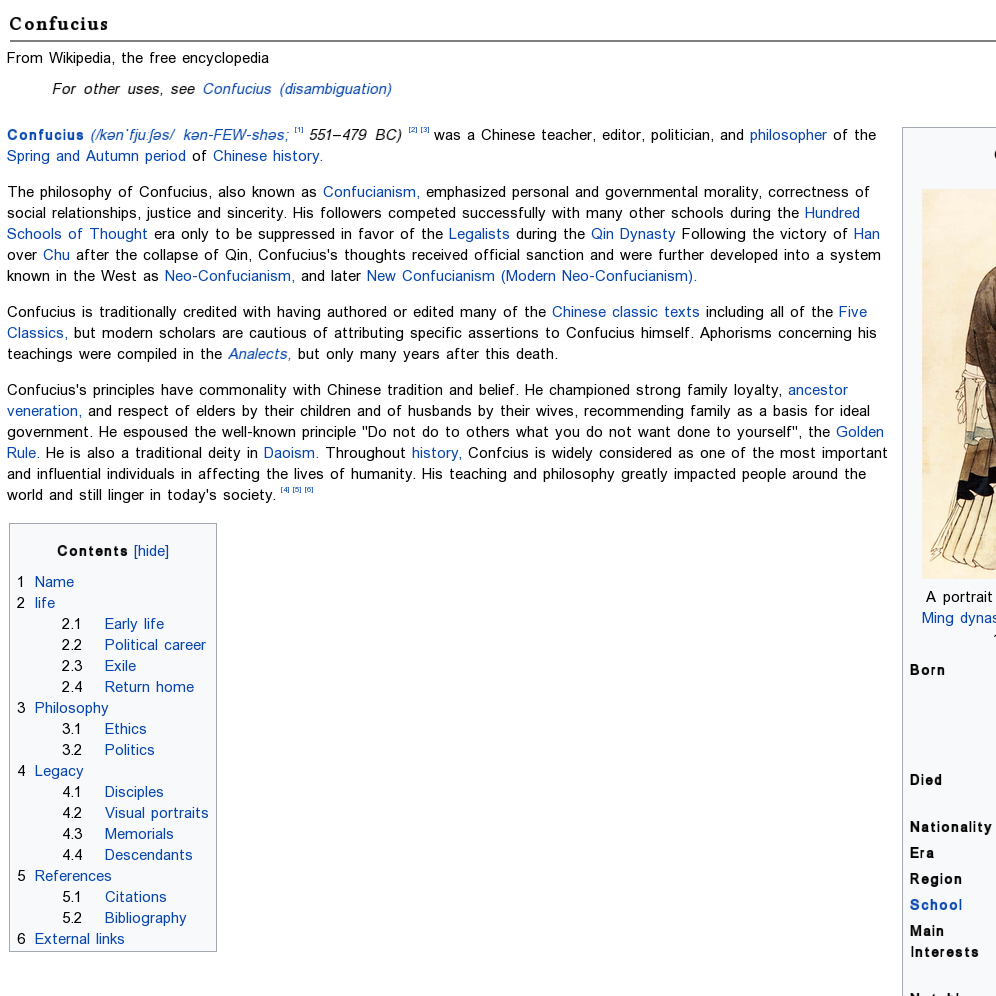 Confucius
From Wikipedia, the free encyclopedia
For other uses, see Confucius (disambiguation)
Confucius (/kənˈfjuːʃəs/ kən-FEW-shəs; [1] 551–479 BC) [2] [3] was a Chinese teacher, editor, politician, and philosopher of the
Spring and Autumn period of Chinese history.
The philosophy of Confucius, also known as Confucianism, emphasized personal and governmental morality, correctness of
social relationships, justice and sincerity. His followers competed successfully with many other schools during the Hundred
Schools of Thought era only to be suppressed in favor of the Legalists during the Qin Dynasty Following the victory of Han
over Chu after the collapse of Qin, Confucius's thoughts received official sanction and were further developed into a system
known in the West as Neo-Confucianism, and later New Confucianism (Modern Neo-Confucianism).
Confucius is traditionally credited with having authored or edited many of the Chinese classic texts including all of the Five
Classics, but modern scholars are cautious of attributing specific assertions to Confucius himself. Aphorisms concerning his
teachings were compiled in the Analects, but only many years after this death.
Confucius's principles have commonality with Chinese tradition and belief. He championed strong family loyalty, ancestor
veneration, and respect of elders by their children and of husbands by their wives, recommending family as a basis for ideal
government. He espoused the well-known principle "Do not do to others what you do not want done to yourself", the Golden
Rule. He is also a traditional deity in Daoism. Throughout history, Confcius is widely considered as one of the most important
and influential individuals in affecting the lives of humanity. His teaching and philosophy greatly impacted people around the
world and still linger in today's society. [4] [5] [6]
Contents [hide]
1 Name
2 life
2.1 Early life
2.2 Political career
2.3 Exile
2.4 Return home
3 Philosophy
3.1 Ethics
3.2 Politics
4 Legacy
4.1 Disciples
4.2 Visual portraits
4.3 Memorials
4.4 Descendants
5 References
5.1 Citations
5.2 Bibliography
6 External links
A portrait
Ming dynas
Born
Died
Nationality
Era
Region
School
Main
Interests